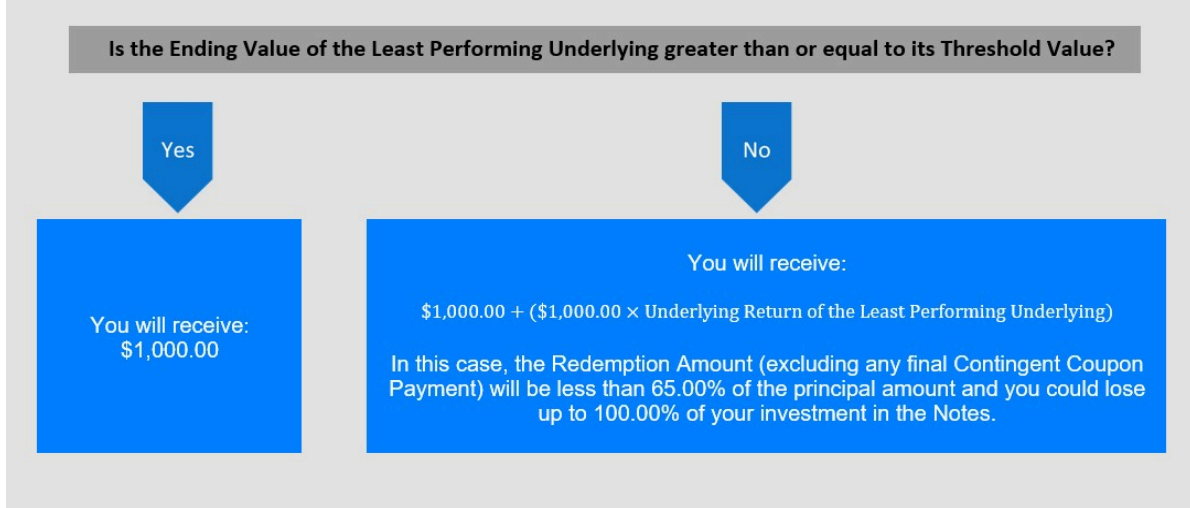 Is the Ending Value of the Least Performing Underlying greater than or equal to its Threshold Value?
Yes
No
You will receive:
$1,000.00
You will receive:
$1,000.00 + ($1,000.00 × Underlying Return of the Least Performing Underlying)
In this case, the Redemption Amount (excluding any final Contingent Coupon
Payment) will be less than 65.00% of the principal amount and you could lose
up to 100.00% of your investment in the Notes.